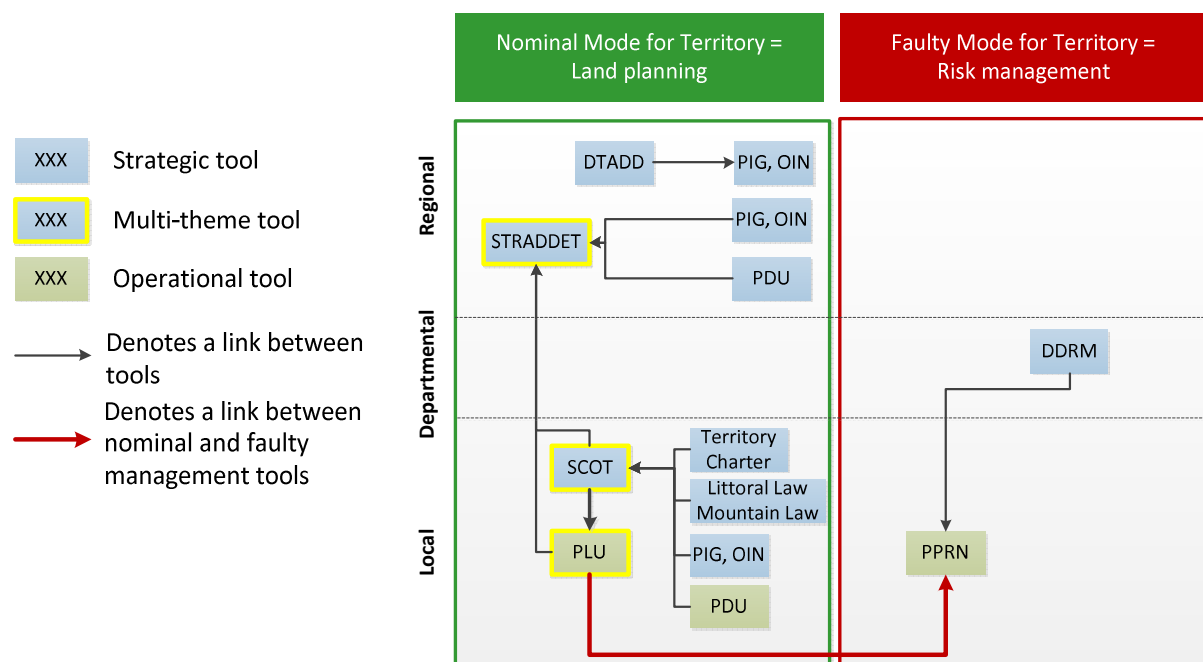 Nominal Mode for Territory =
Land planning
Faulty Mode for Territory =
Risk management
XXX
Strategic tool
XXX
Multi-theme tool
XXX
Operational tool
Denotes a link between
tools
Denotes a link between
nominal and faulty
management tools
Regional
DTADD
PIG, OIN
PIG, OIN
STRADDET
PDU
Departmental
DDRM
Local
Territory
Charter
SCOT
Littoral Law
Mountain Law
PLU
PIG, OIN
PDU
PPRN